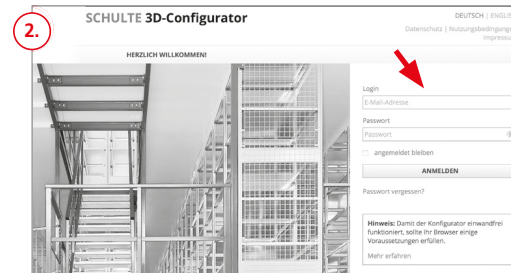 2.
SCHULTE 3D-Configurator
DEUTSCH | ENGLIS
Datenschutz | Nutzungsbedingunge
Impressu
HERZLICH WILLKOMMEN!
Login
E-Mail-Adresse
Passwort
Passwort
angemeldet bleiben
ANMELDEN
Passwort vergessen?
Hinweis: Damit der Konfigurator einwandfrei
funktioniert, sollte Ihr Browser einige
Voraussetzungen erfüllen.
Mehr erfahren